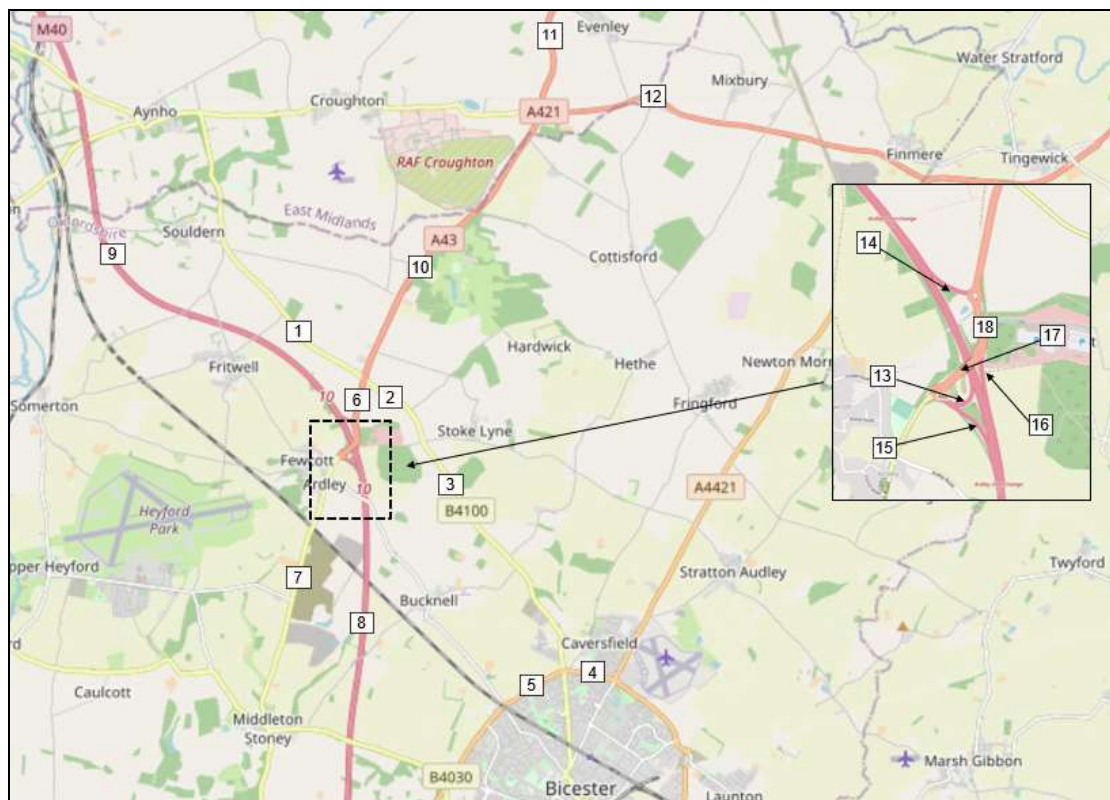 M40
11
Evenley
Water Stratford
Mixbury
12
Croughton
Aynho
A421
RAF Croughton
Finmere
Tingewick
East Midlands
Oxfordshire
Souldern
A43
9
10
Cottisford
14
18
17
1
Hardwick
Hethe
Newton Morr
Fritwell
13
10
6
2
Fringford
16
Somerton
Stoke Lyne
15
Fewcott
Ardley
10
3
A4421
B4100
Heyford
Park
pper Heyford
7
Stratton Audley
Twyford
Bucknell
8
Caversfield
4
5
Caulcott
Middleton
Stoney
B4030
Marsh Gibbon
Bicester
Launton